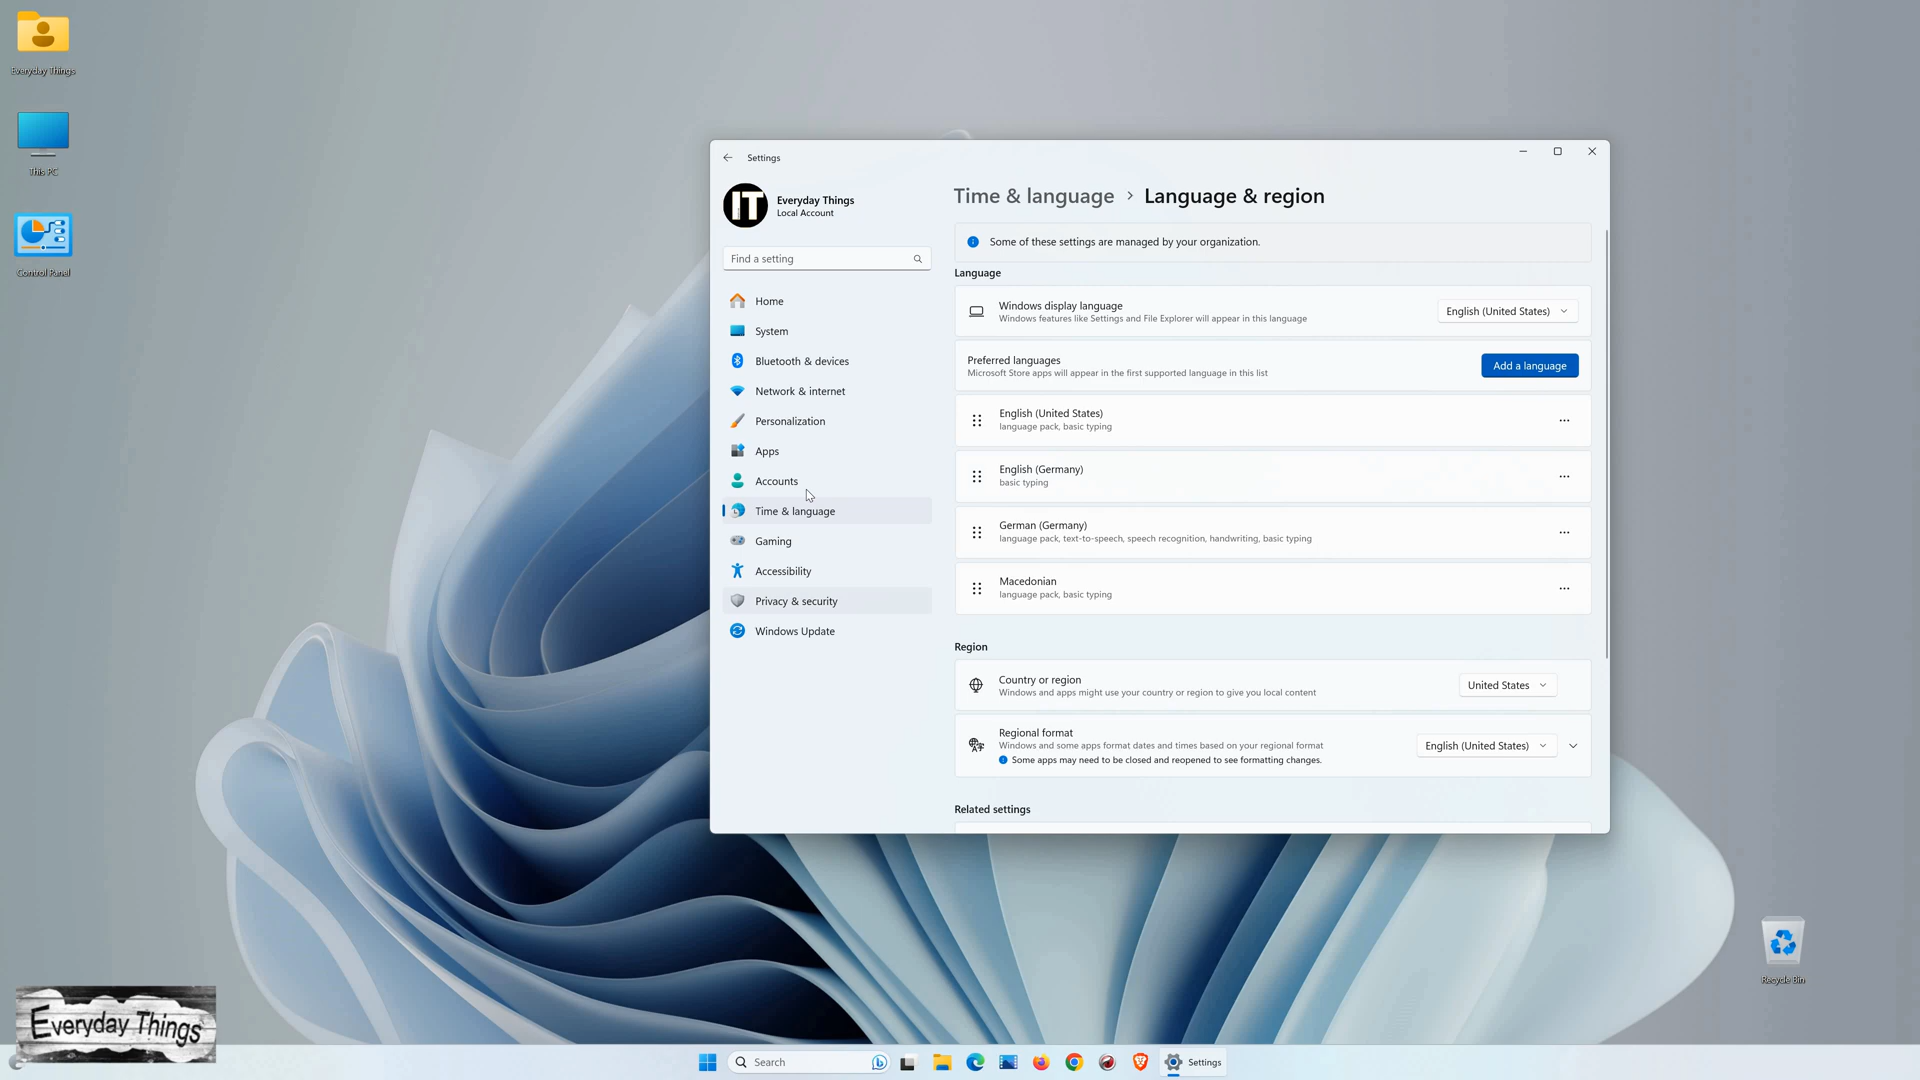 Everyday Things
This PC
Control Panel
Settings
IT
Everyday Things
Local Account
Find a setting
Home
System
Bluetooth & devices
Network & internet
Personalization
Apps
Accounts
Time & language
Gaming
Accessibility
Privacy & security
Windows Update
Time & language > Language & region
Some of these settings are managed by your organization.
Language
Windows display language
Windows features like Settings and File Explorer will appear in this language
English (United States)
Preferred languages
Microsoft Store apps will appear in the first supported language in this list
Add a language
English (United States)
language pack, basic typing
English (Germany)
basic typing
German (Germany)
language pack, text-to-speech, speech recognition, handwriting, basic typing
Macedonian
language pack, basic typing
Region
Country or region
Windows and apps might use your country or region to give you local content
United States
Regional format
Windows and some apps format dates and times based on your regional format
Some apps may need to be closed and reopened to see formatting changes.
English (United States)
Related settings
Recycle Bin
Everyday Things
Search
Settings